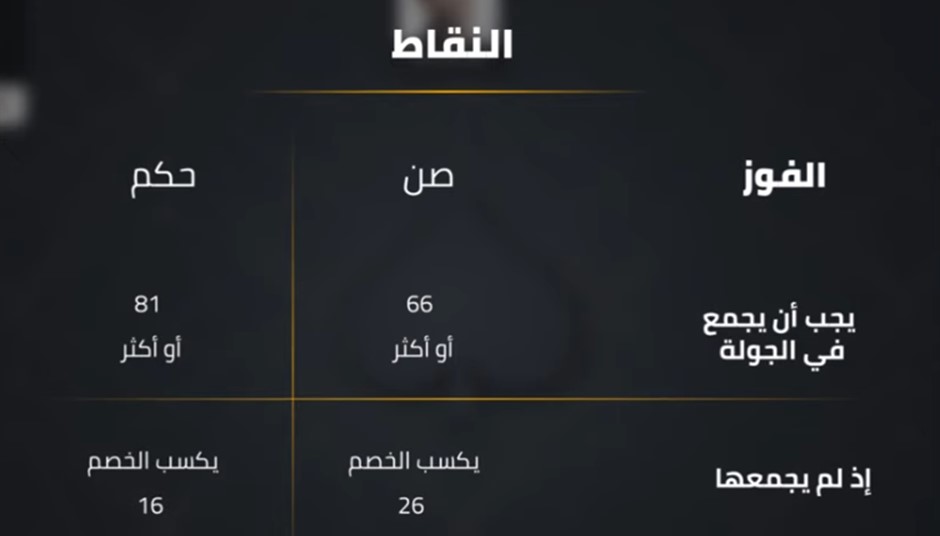 النقاط
الفوز صن حكم
يجب أن يجمع
في الجولة
66
أو أكثر
81
أو أكثر
إذ لم يجمعها
يكسب الخصم
26
يكسب الخصم
16